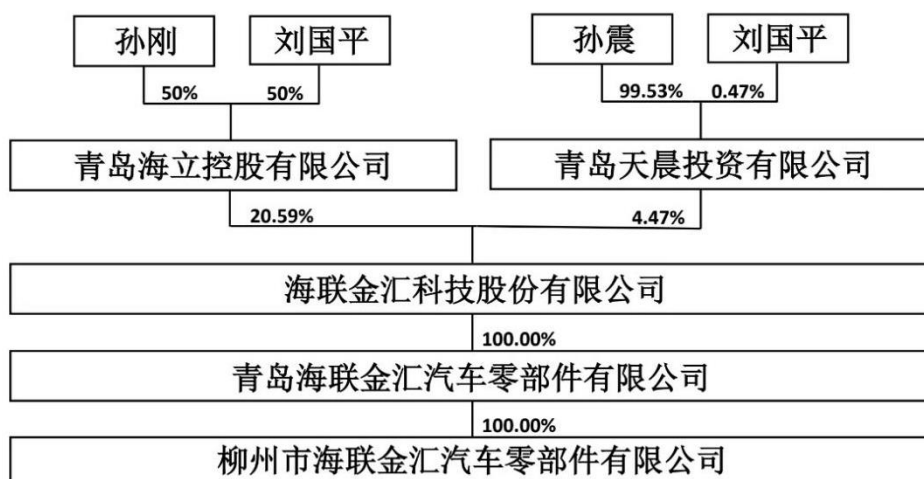 孙刚
刘国平
孙震
刘国平
50%
50%
99.53%
0.47%
青岛海立控股有限公司
青岛天晨投资有限公司
20.59%
4.47%
海联金汇科技股份有限公司
100.00%
青岛海联金汇汽车零部件有限公司
100.00%
柳州市海联金汇汽车零部件有限公司